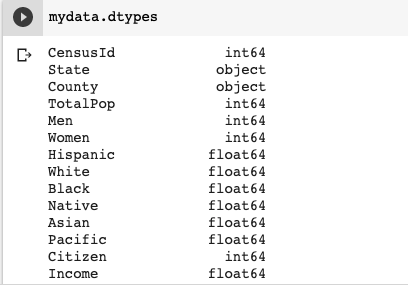 mydata.dtypes
CensusId int64
State object
County object
TotalPop int64
Men int64
Women int64
Hispanic float64
White float64
Black float64
Native float64
Asian float64
Pacific float64
Citizen int64
Income float64